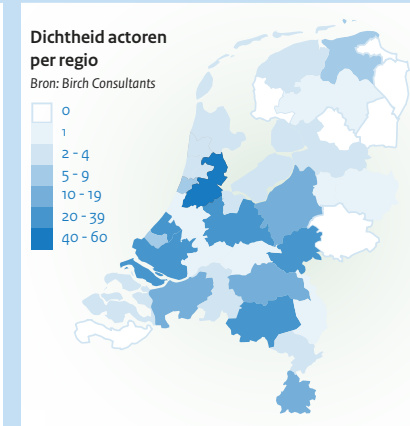 Dichtheid actoren
per regio
Bron: Birch Consultants
0
1
2 - 4
5 - 9
10 - 19
20 - 39
40 - 60